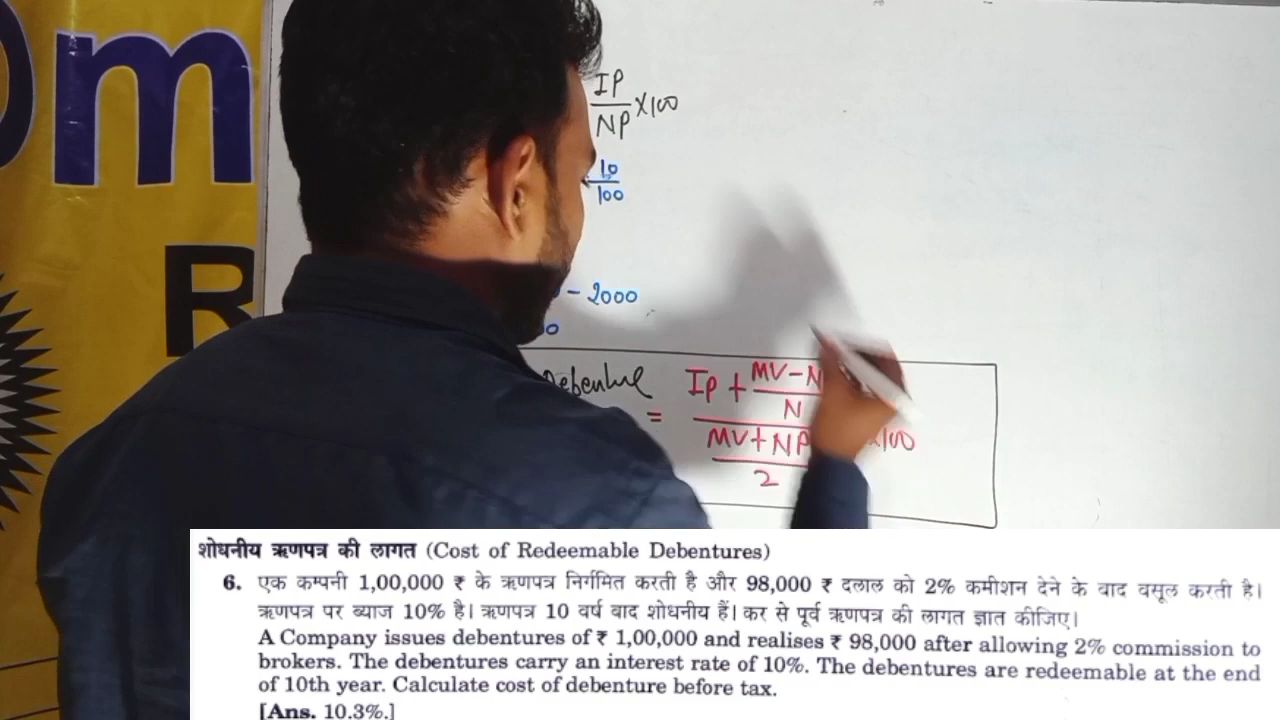 om
R
IP
NP ×100
10
100
- 2000
0
Debenture = IP + MV-N
N
MV+NP
2
×100
शोधनीय ऋणपत्र की लागत (Cost of Redeemable Debentures)
6. एक कम्पनी 1,00,000 ₹ के ऋणपत्र निर्गमित करती है और 98,000 ₹ दलाल को 2% कमीशन देने के बाद वसूल करती है।
ऋणपत्र पर ब्याज 10% है। ऋणपत्र 10 वर्ष बाद शोधनीय हैं। कर से पूर्व ऋणपत्र की लागत ज्ञात कीजिए।
A Company issues debentures of ₹ 1,00,000 and realises ₹ 98,000 after allowing 2% commission to
brokers. The debentures carry an interest rate of 10%. The debentures are redeemable at the end
of 10th year. Calculate cost of debenture before tax.
[Ans. 10.3%.]